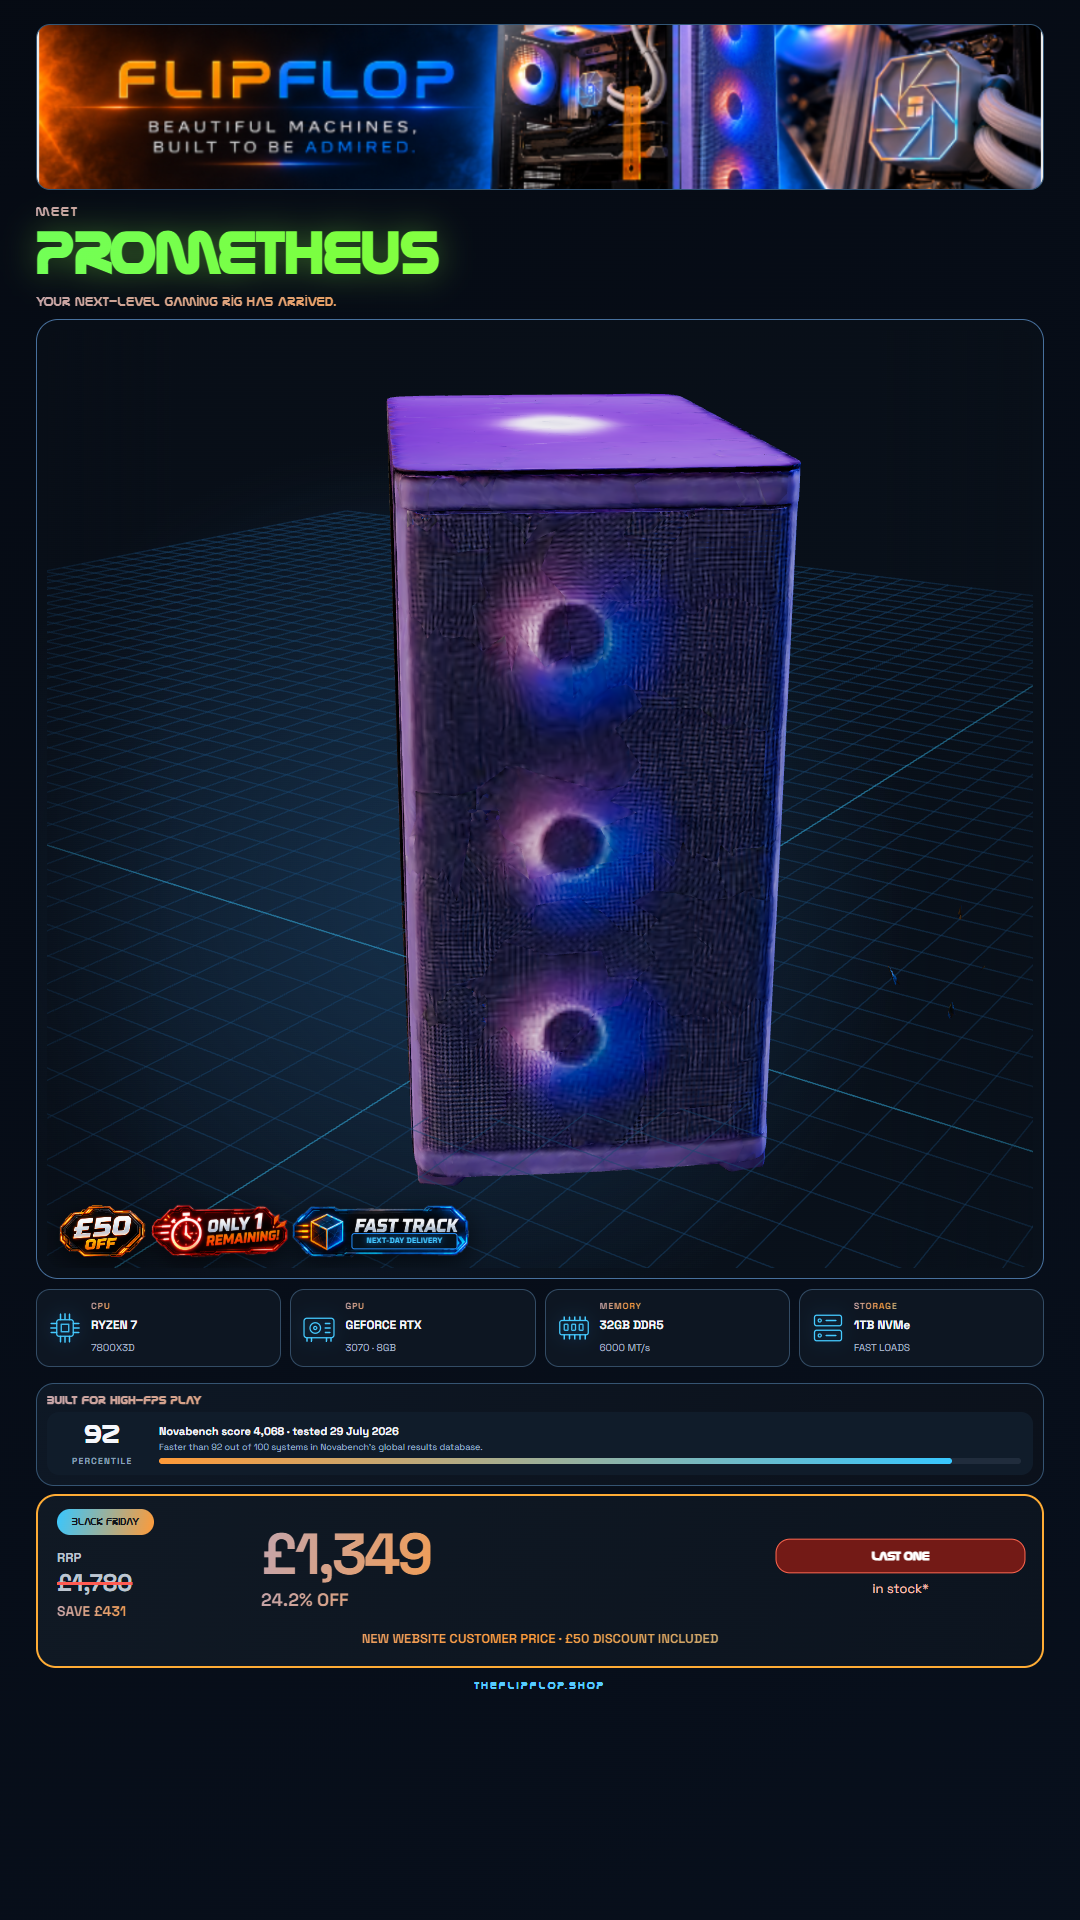 FLIPFLOP
BEAUTIFUL MACHINES,
BUILT TO BE ADMIRED.
MEET
PROMETHEUS
YOUR NEXT-LEVEL GAMING RIG HAS ARRIVED.
£50
OFF
ONLY 1
REMAINING!
FAST TRACK
NEXT-DAY DELIVERY
CPU
RYZEN 7
7800X3D
GPU
GEFORCE RTX
3070 · 8GB
MEMORY
32GB DDR5
6000 MT/s
STORAGE
1TB NVMe
FAST LOADS
BUILT FOR HIGH-FPS PLAY
92
PERCENTILE
Novabench score 4,068 · tested 29 July 2026
Faster than 92 out of 100 systems in Novabench's global results database.
BLACK FRIDAY
RRP
£1,780
SAVE £431
£1,349
24.2% OFF
LAST ONE
in stock*
NEW WEBSITE CUSTOMER PRICE · £50 DISCOUNT INCLUDED
THEFLIPFLOP.SHOP